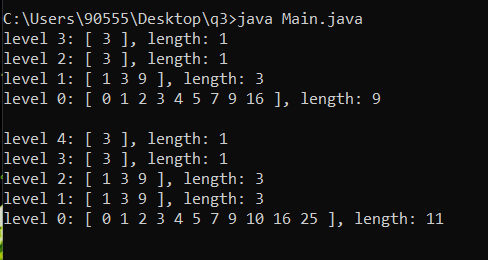 C:\Users\90555\Desktop\q3>java Main.java
level 3: [ 3 ], length: 1
level 2: [ 3 ], length: 1
level 1: [ 1 3 9 ], length: 3
level 0: [ 0 1 2 3 4 5 7 9 16 ], length: 9
level 4: [ 3 ], length: 1
level 3: [ 3 ], length: 1
level 2: [ 1 3 9 ], length: 3
level 1: [ 1 3 9 ], length: 3
level 0: [ 0 1 2 3 4 5 7 9 10 16 25 ], length: 11